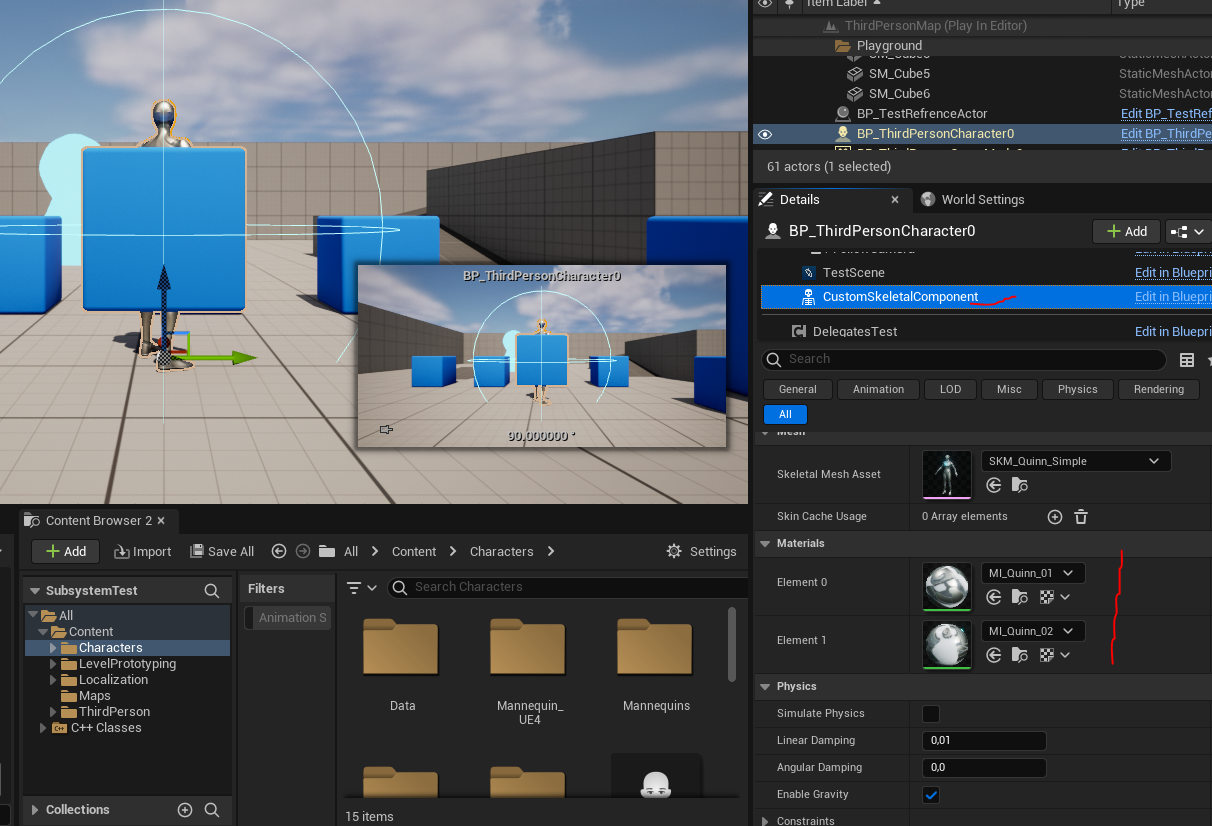 Item Label
Type
ThirdPersonMap (Play In Editor)
Playground
SM_Cube5
StaticMeshActo
SM_Cube6
StaticMeshActo
BP_TestRefrenceActor
Edit BP_TestRef
BP_ThirdPersonCharacter0
Edit BP_ThirdPe
61 actors (1 selected)
Details
World Settings
BP_ThirdPersonCharacter0
Add
TestScene
Edit in Bluepri
CustomSkeletalComponent
Edit in Bluepri
DelegatesTest
Edit in Bluepri
Search
General
Animation
LOD
Misc
Physics
Rendering
All
Mesh
Skeletal Mesh Asset
SKM_Quinn_Simple
Skin Cache Usage
0 Array elements
Materials
Element 0
MI_Quinn_01
Element 1
MI_Quinn_02
Physics
Simulate Physics
Linear Damping
0,01
Angular Damping
0,0
Enable Gravity
Constraints
BP_ThirdPersonCharacter0
90.000000 °
Content Browser 2
Add
Import
Save All
All
Content
Characters
Settings
SubsystemTest
All
Content
Characters
LevelPrototyping
Localization
Maps
ThirdPerson
C++ Classes
Collections
Filters
Animation S
Search Characters
Data
Mannequin_
UE4
Mannequins
15 items